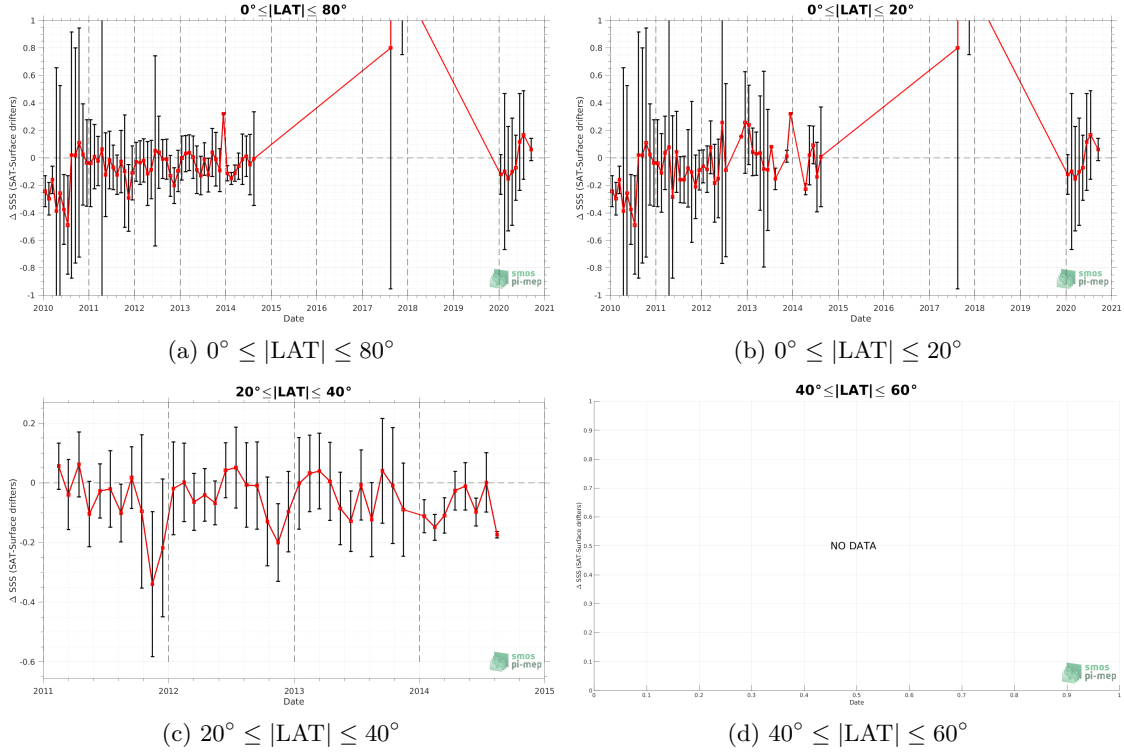 0°≤|LAT|≤ 80°
Δ SSS (SAT-Surface drifters)
1
0.8
0.6
0.4
0.2
0
-0.2
-0.4
-0.6
-0.8
-1
2010 2011 2012 2013 2014 2015 2016 2017 2018 2019 2020 2021
Date
smos
pi-mep
(a) 0° ≤ |LAT| ≤ 80°
0°≤|LAT|≤ 20°
Δ SSS (SAT-Surface drifters)
1
0.8
0.6
0.4
0.2
0
-0.2
-0.4
-0.6
-0.8
-1
2010 2011 2012 2013 2014 2015 2016 2017 2018 2019 2020 2021
Date
smos
pi-mep
(b) 0° ≤ |LAT| ≤ 20°
20°≤|LAT|≤ 40°
Δ SSS (SAT-Surface drifters)
0.2
0
-0.2
-0.4
-0.6
2011 2012 2013 2014 2015
Date
smos
pi-mep
(c) 20° ≤ |LAT| ≤ 40°
40°≤|LAT|≤ 60°
Δ SSS (SAT-Surface drifters)
1
0.9
0.8
0.7
0.6
0.5
0.4
0.3
0.2
0.1
0
NO DATA
0 0.1 0.2 0.3 0.4 0.5 0.6 0.7 0.8 0.9 1
Date
smos
pi-mep
(d) 40° ≤ |LAT| ≤ 60°